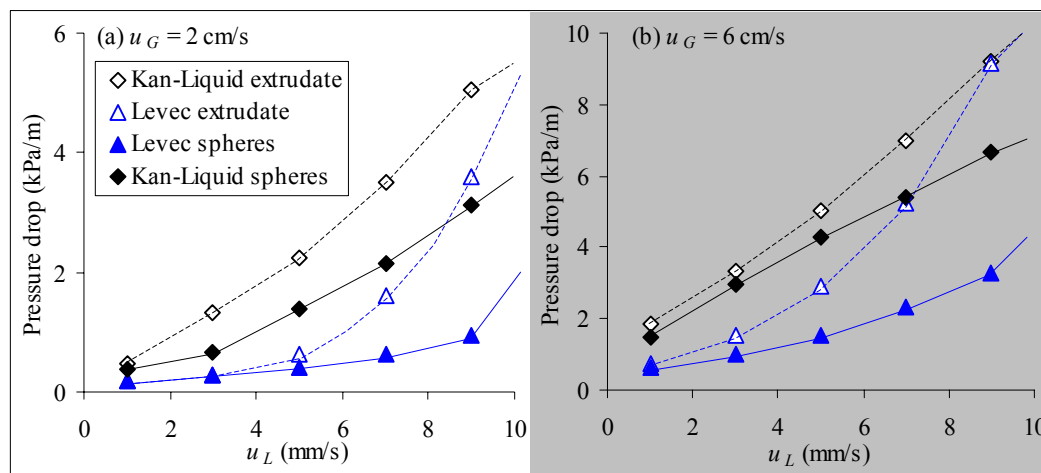 (a) u G = 2 cm/s
Kan-Liquid extrudate
Levec extrudate
Levec spheres
Kan-Liquid spheres
Pressure drop (kPa/m)
6
4
2
0
0 2 4 6 8 10
u L (mm/s)
(b) u G = 6 cm/s
Pressure drop (kPa/m)
10
8
6
4
2
0
0 2 4 6 8 10
u L (mm/s)